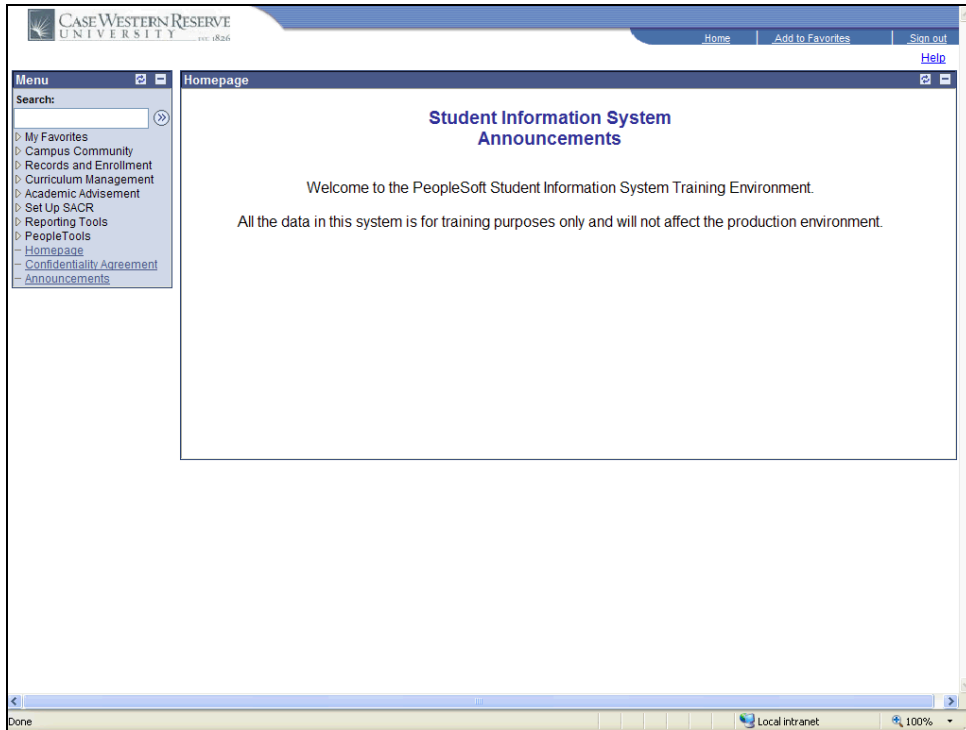 CASE WESTERN RESERVE
UNIVERSITY EST. 1826
Home Add to Favorites Sign out
Help
Menu
Search:
My Favorites
Campus Community
Records and Enrollment
Curriculum Management
Academic Advisement
Set Up SACR
Reporting Tools
PeopleTools
Homepage
Confidentiality Agreement
Announcements
Homepage
Student Information System
Announcements
Welcome to the PeopleSoft Student Information System Training Environment.
All the data in this system is for training purposes only and will not affect the production environment.
Done Local intranet 100%